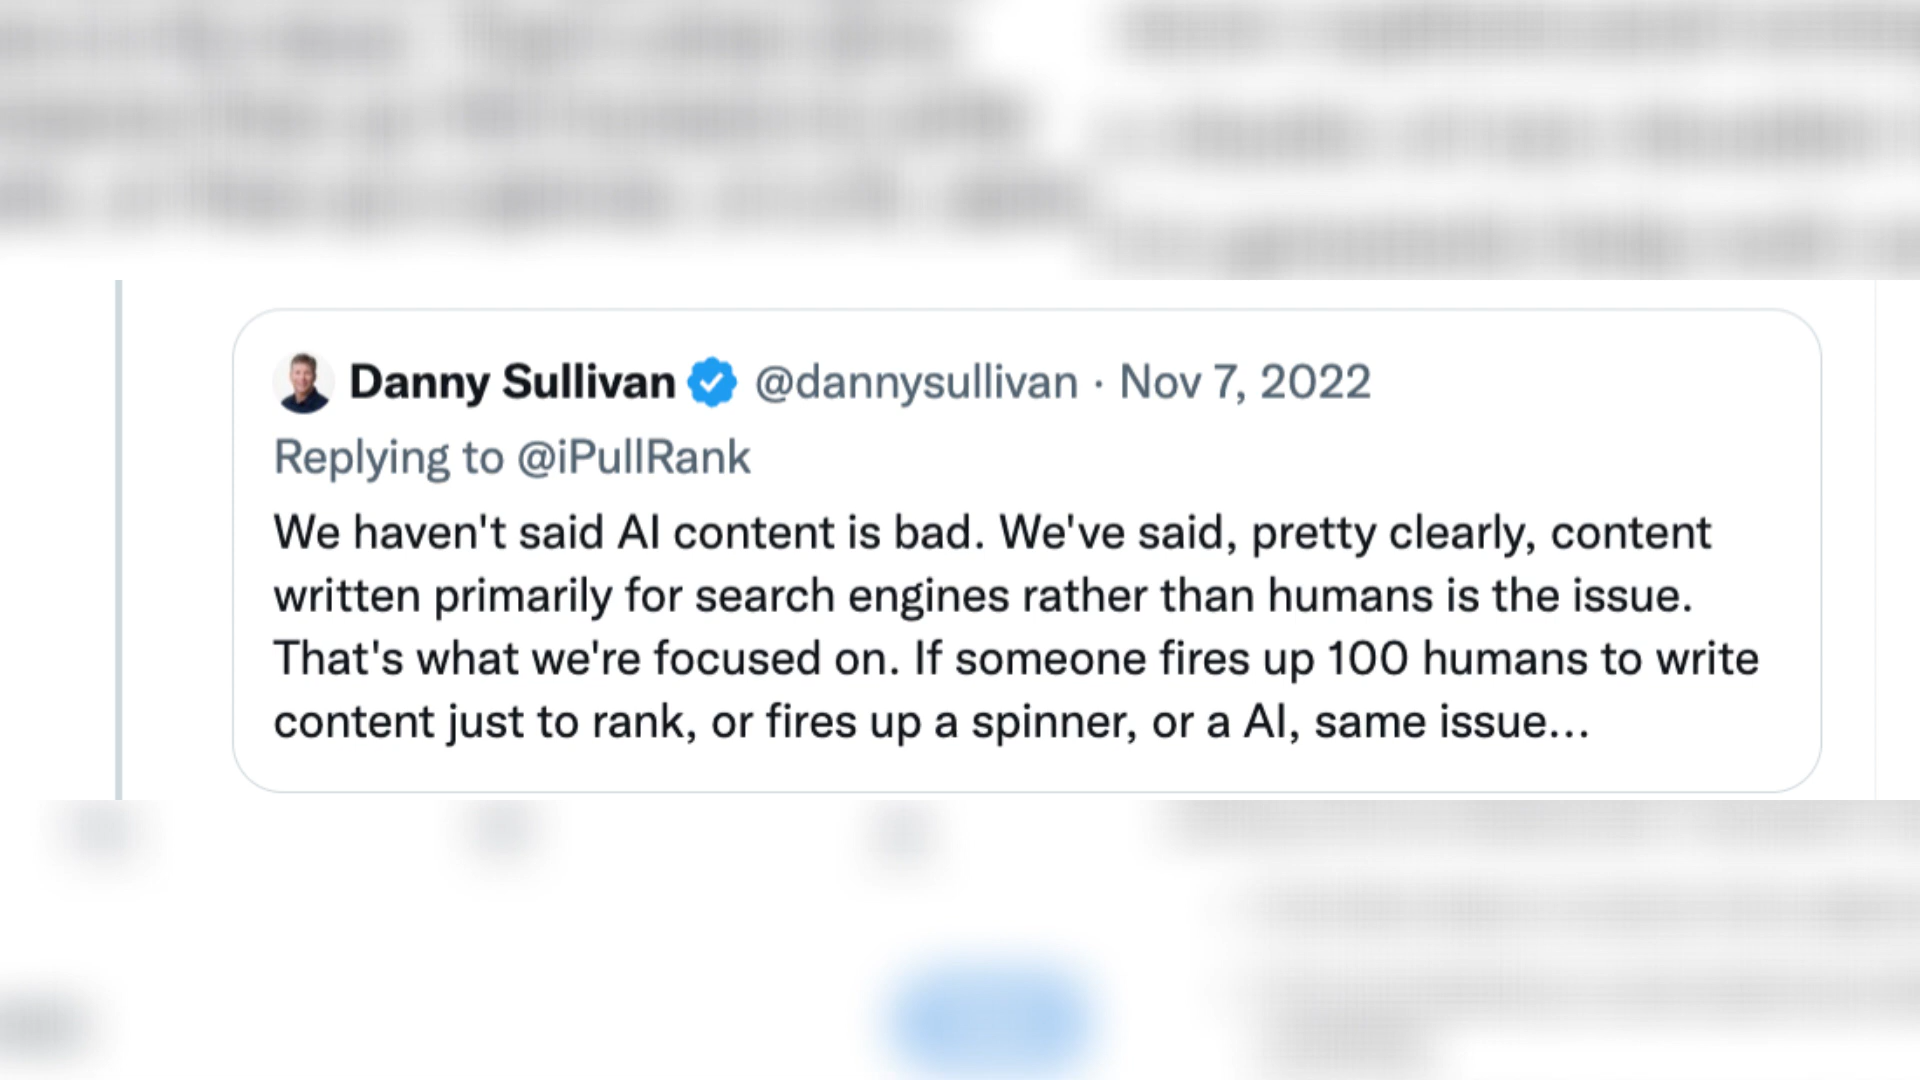 Danny Sullivan @dannysullivan · Nov 7, 2022
Replying to @iPullRank
We haven't said AI content is bad. We've said, pretty clearly, content
written primarily for search engines rather than humans is the issue.
That's what we're focused on. If someone fires up 100 humans to write
content just to rank, or fires up a spinner, or a AI, same issue...